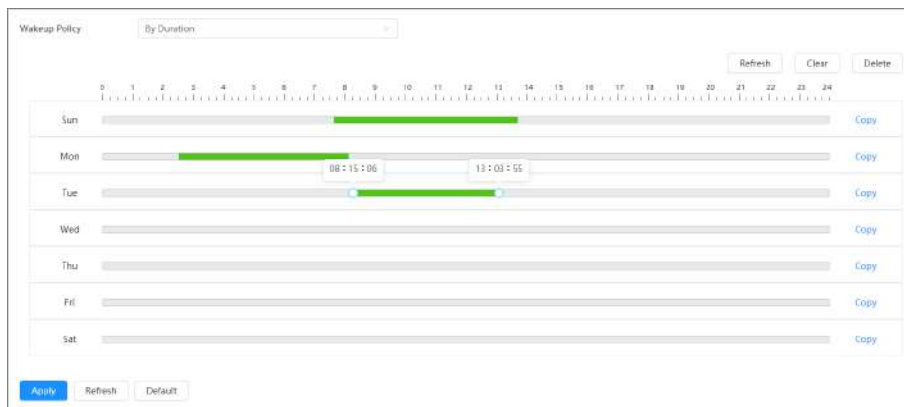 Wakeup Policy By Duration
Refresh Clear Delete
0 1 2 3 4 5 6 7 8 9 10 11 12 13 14 15 16 17 18 19 20 21 22 23 24
Sun Copy
Mon Copy
08 : 15 : 06 13 : 03 : 55
Tue Copy
Wed Copy
Thu Copy
Fri Copy
Sat Copy
Apply Refresh Default